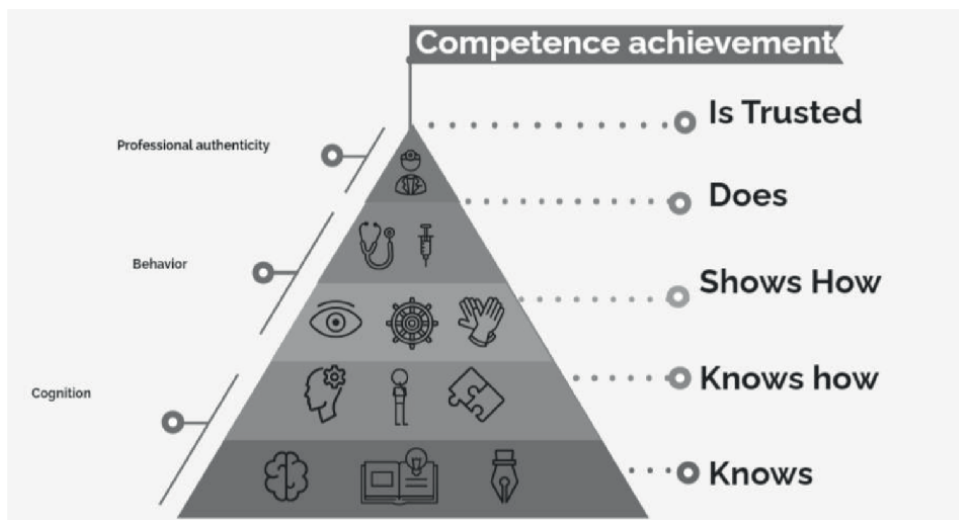 Competence achievement
Is Trusted
Professional authenticity
Does
Behavior
Shows How
Knows how
Cognition
Knows